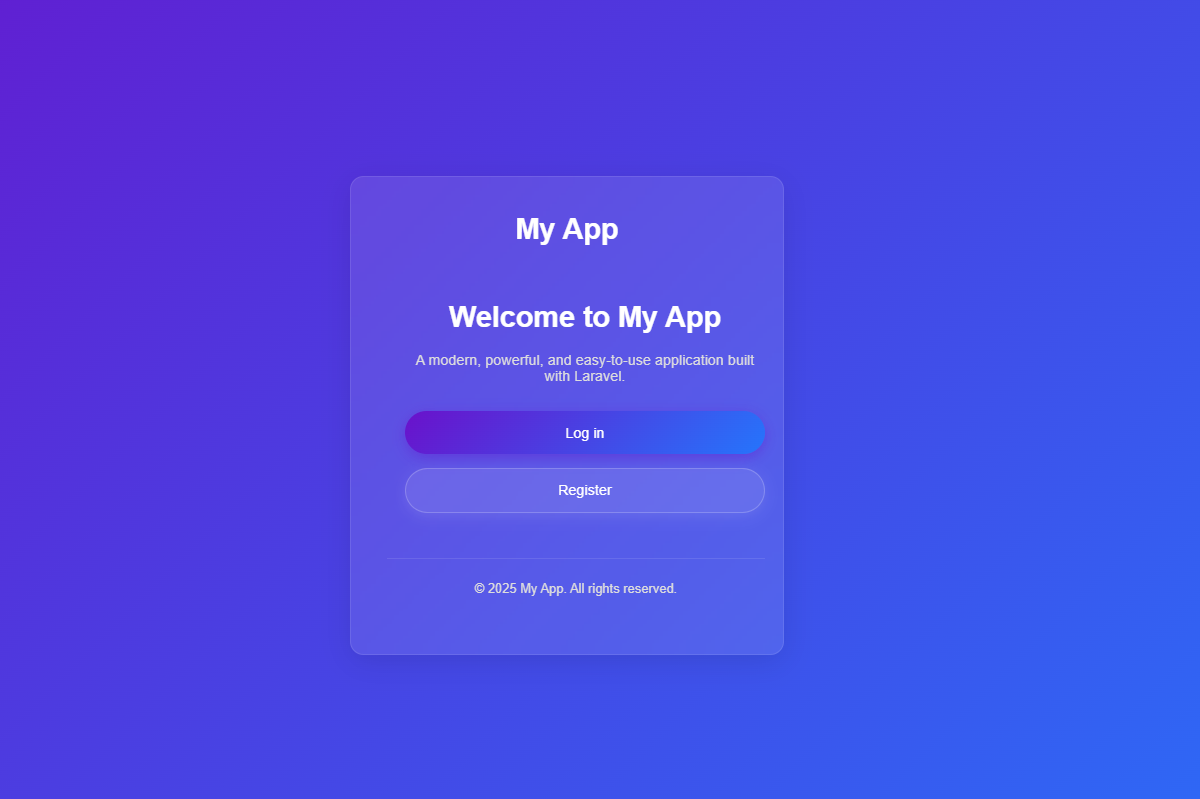 My App
Welcome to My App
A modern, powerful, and easy-to-use application built
with Laravel.
Log in
Register
© 2025 My App. All rights reserved.